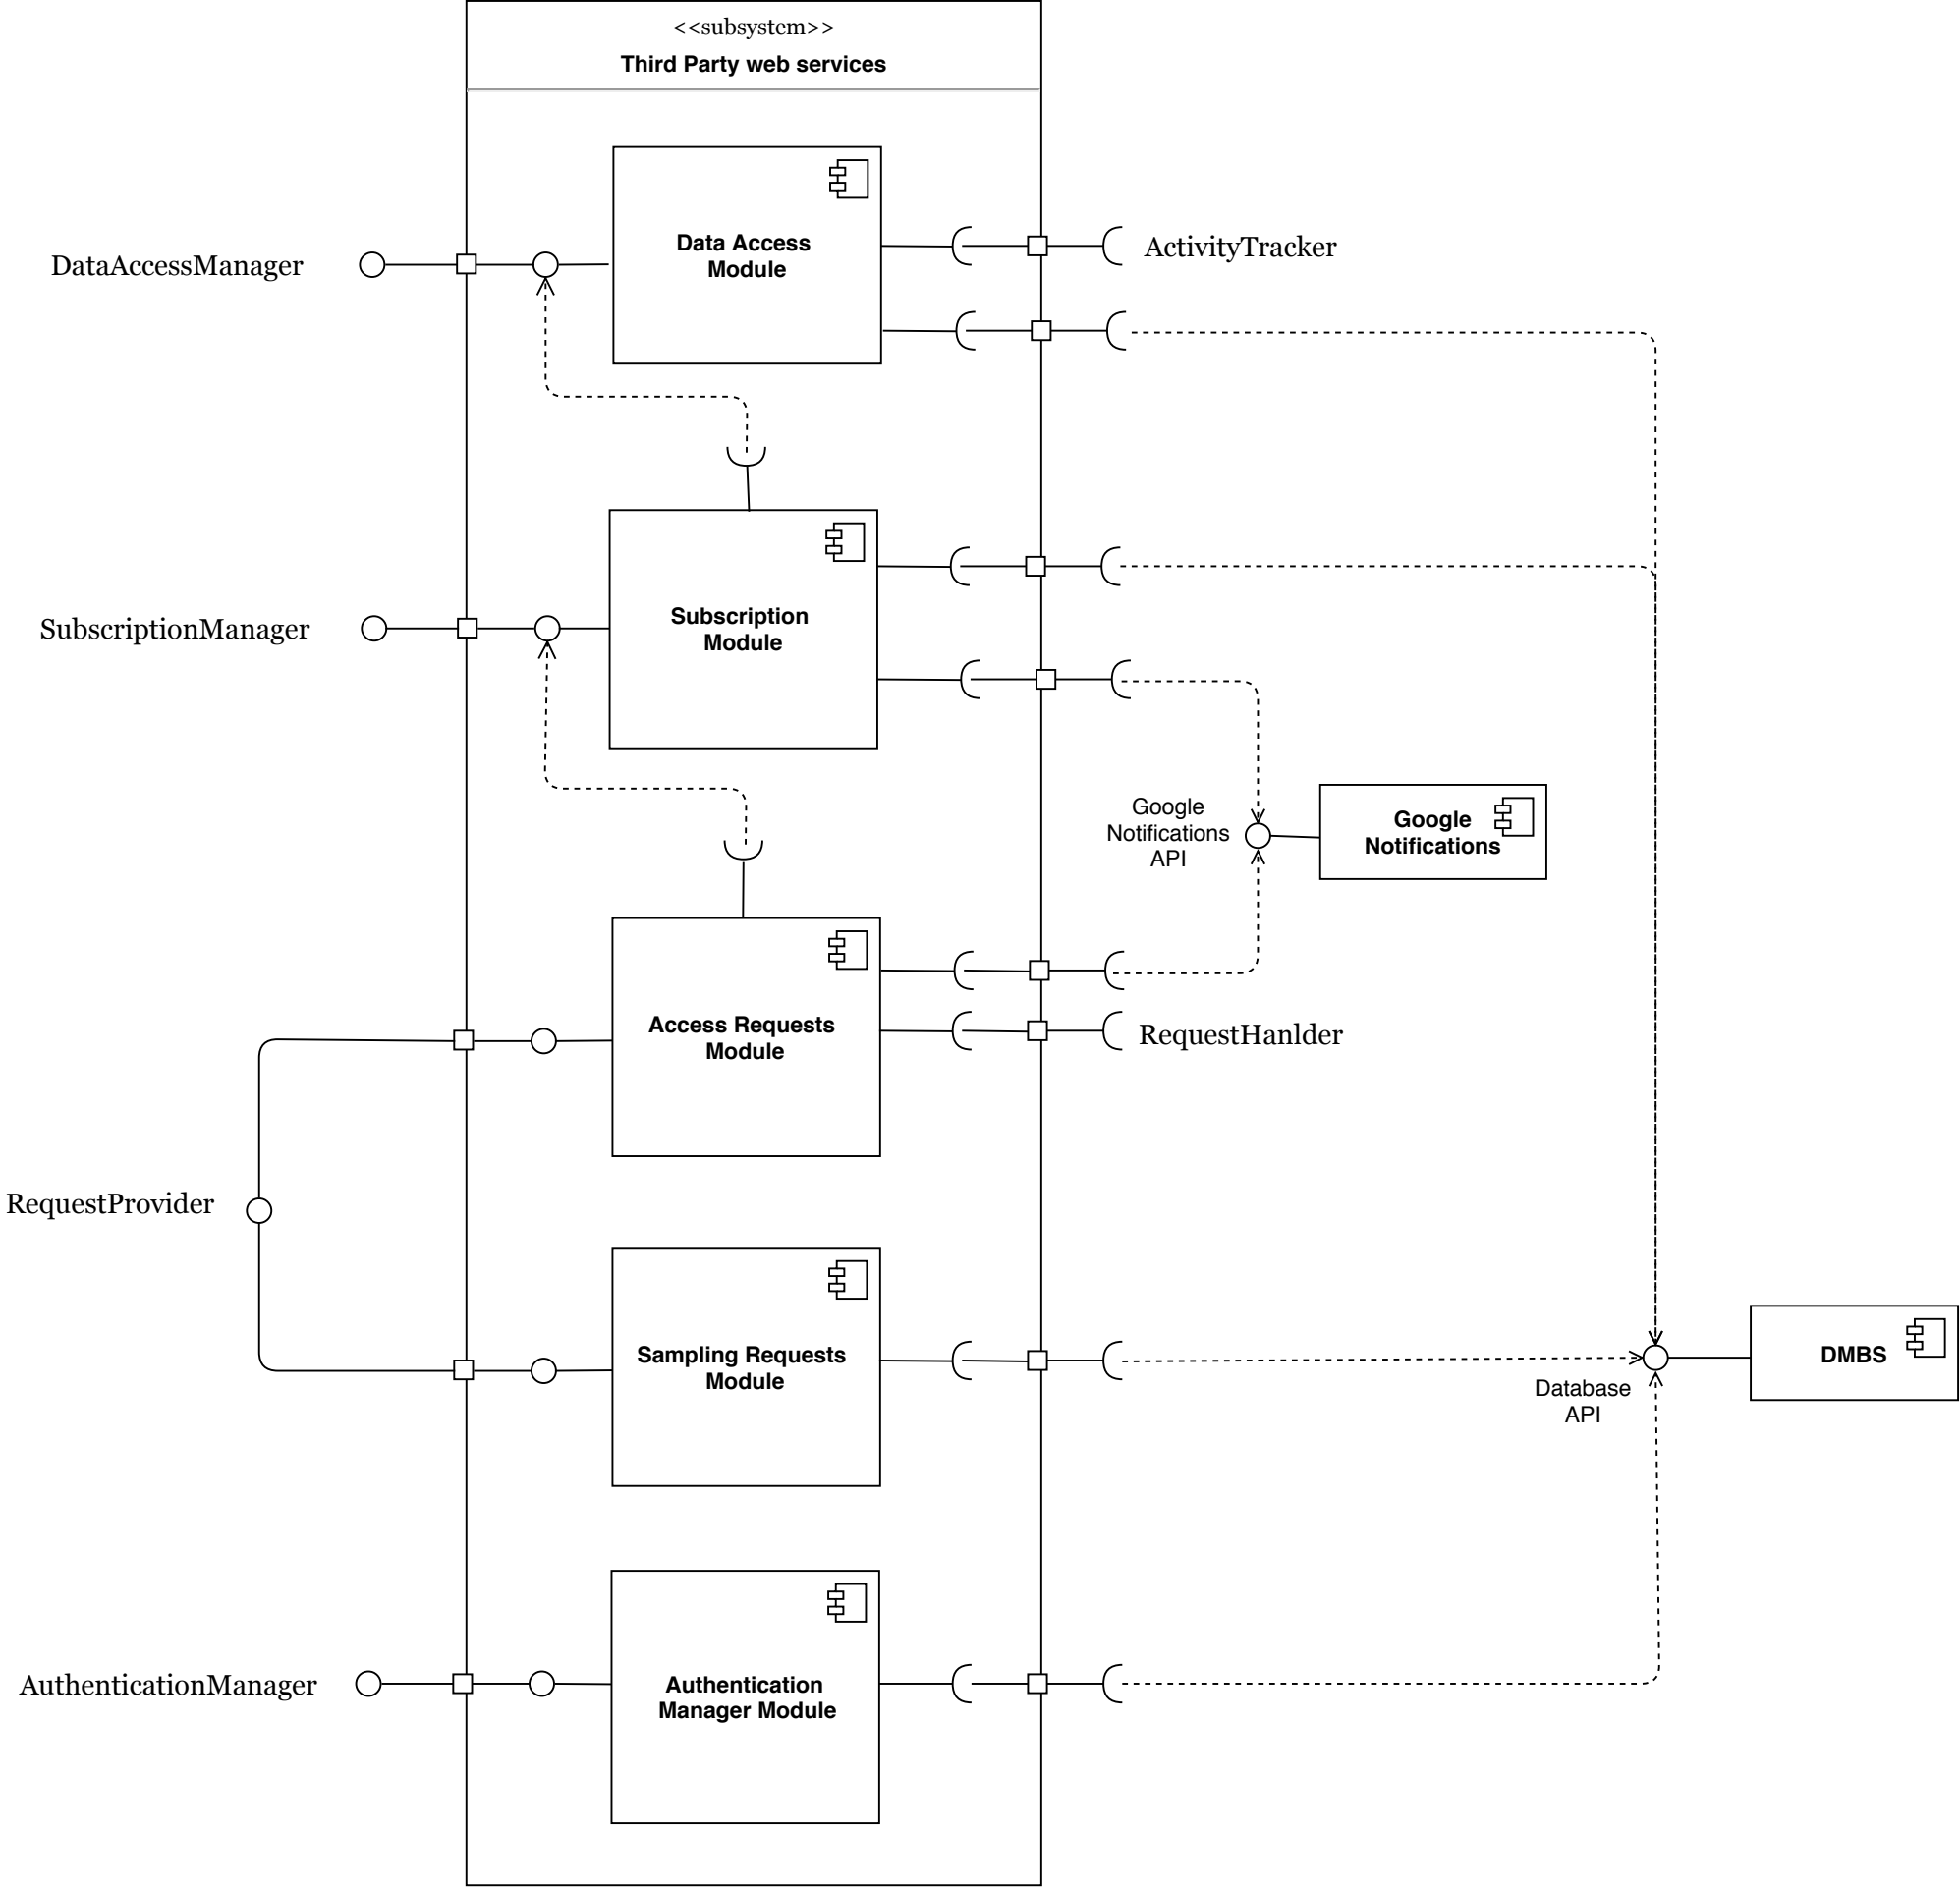 <<subsystem>>
Third Party web services
Data Access
Module
DataAccessManager
ActivityTracker
Subscription
Module
SubscriptionManager
Google
Notifications
API
Google
Notifications
Access Requests
Module
RequestHanlder
RequestProvider
Sampling Requests
Module
DMBS
Database
API
Authentication
Manager Module
AuthenticationManager